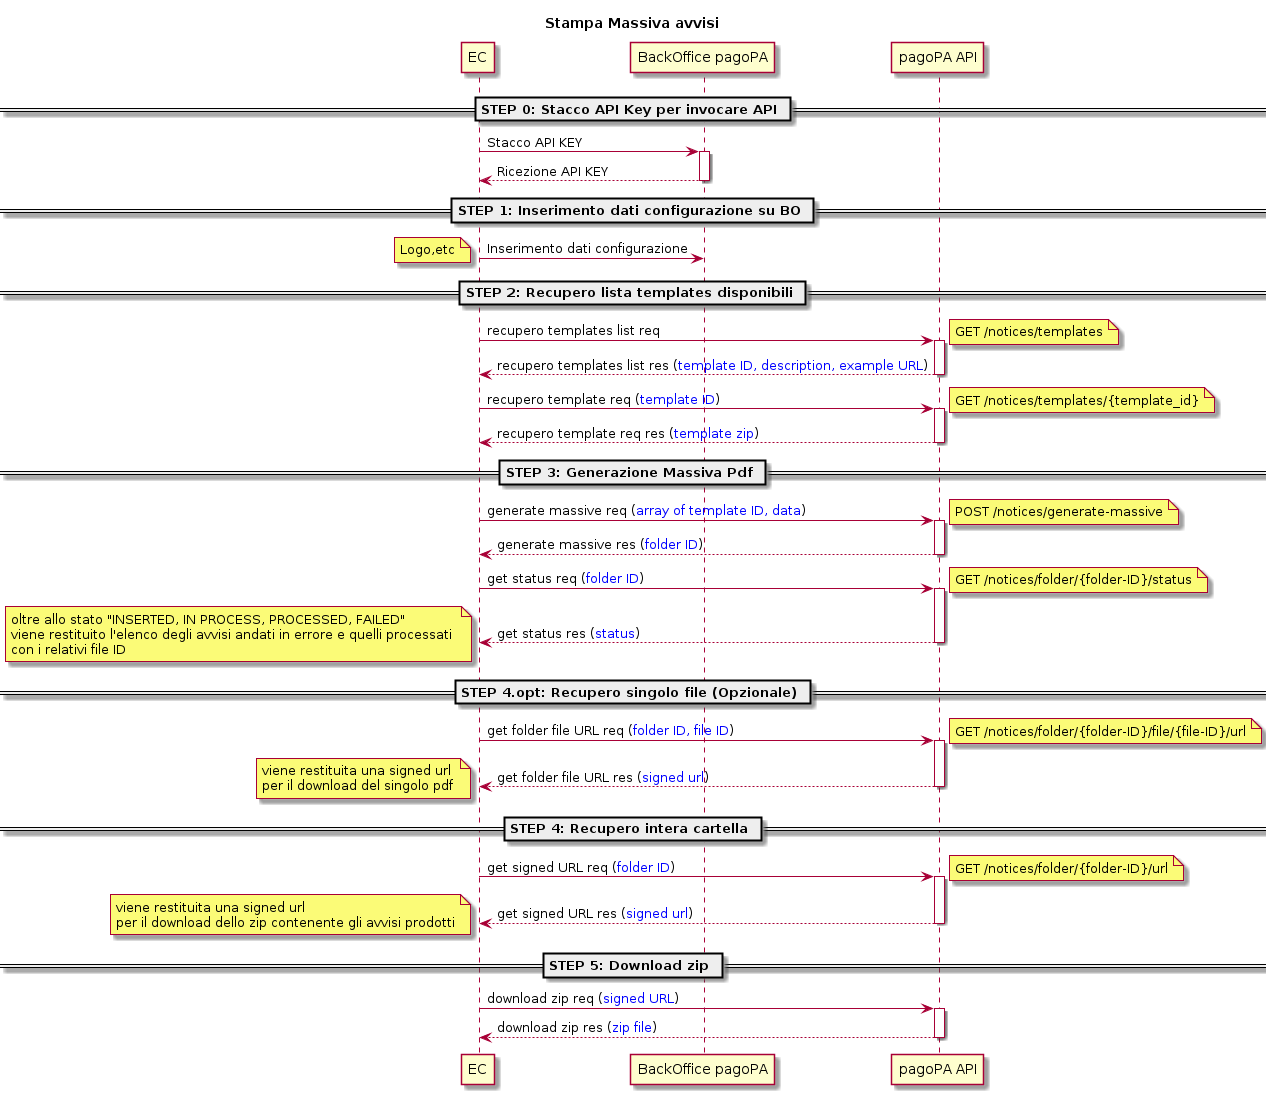 Stampa Massiva avvisi
EC
BackOffice pagoPA
pagoPA API
STEP 0: Stacco API Key per invocare API
Stacco API KEY
Ricezione API KEY
STEP 1: Inserimento dati configurazione su BO
Logo,etc
Inserimento dati configurazione
STEP 2: Recupero lista templates disponibili
recupero templates list req
GET /notices/templates
recupero templates list res (template ID, description, example URL)
recupero template req (template ID)
GET /notices/templates/{template_id}
recupero template req res (template zip)
STEP 3: Generazione Massiva Pdf
generate massive req (array of template ID, data)
POST /notices/generate-massive
generate massive res (folder ID)
get status req (folder ID)
GET /notices/folder/{folder-ID}/status
oltre allo stato "INSERTED, IN PROCESS, PROCESSED, FAILED"
viene restituito l'elenco degli avvisi andati in errore e quelli processati
con i relativi file ID
get status res (status)
STEP 4.opt: Recupero singolo file (Opzionale)
get folder file URL req (folder ID, file ID)
GET /notices/folder/{folder-ID}/file/{file-ID}/url
viene restituita una signed url
per il download del singolo pdf
get folder file URL res (signed url)
STEP 4: Recupero intera cartella
get signed URL req (folder ID)
GET /notices/folder/{folder-ID}/url
viene restituita una signed url
per il download dello zip contenente gli avvisi prodotti
get signed URL res (signed url)
STEP 5: Download zip
download zip req (signed URL)
download zip res (zip file)
EC
BackOffice pagoPA
pagoPA API